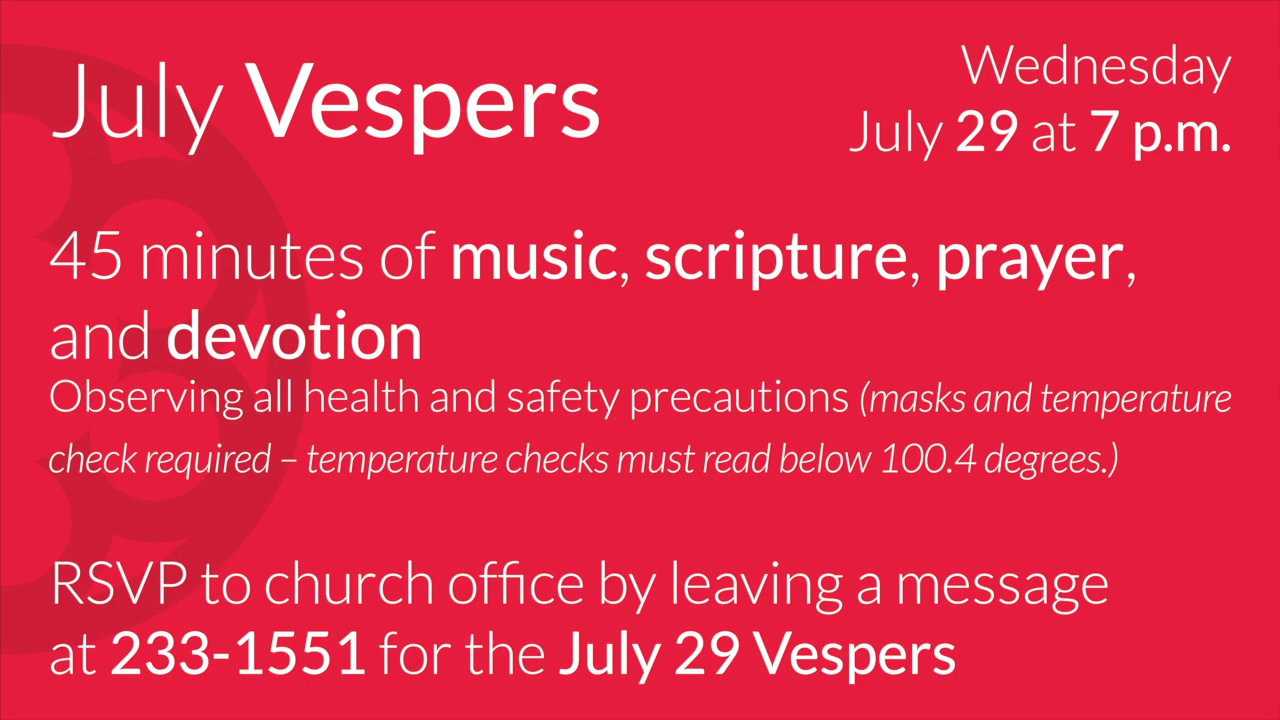 July Vespers
Wednesday
July 29 at 7 p.m.
45 minutes of music, scripture, prayer,
and devotion
Observing all health and safety precautions (masks and temperature
check required – temperature checks must read below 100.4 degrees.)
RSVP to church office by leaving a message
at 233-1551 for the July 29 Vespers